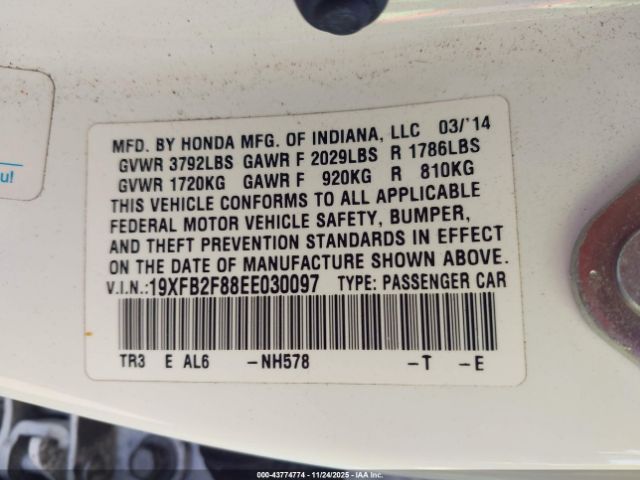 u!
MFD. BY HONDA MFG. OF INDIANA, LLC 03/'14
GVWR 3792LBS GAWR F 2029LBS R 1786LBS
GVWR 1720KG GAWR F 920KG R 810KG
THIS VEHICLE CONFORMS TO ALL APPLICABLE
FEDERAL MOTOR VEHICLE SAFETY, BUMPER,
AND THEFT PREVENTION STANDARDS IN EFFECT
ON THE DATE OF MANUFACTURE SHOWN ABOVE.
V.I.N.:19XFB2F88EE030097 TYPE: PASSENGER CAR
TR3 E AL6 –NH578 –T –E
© 43774774 | 11/24/2025 | IAA Inc.